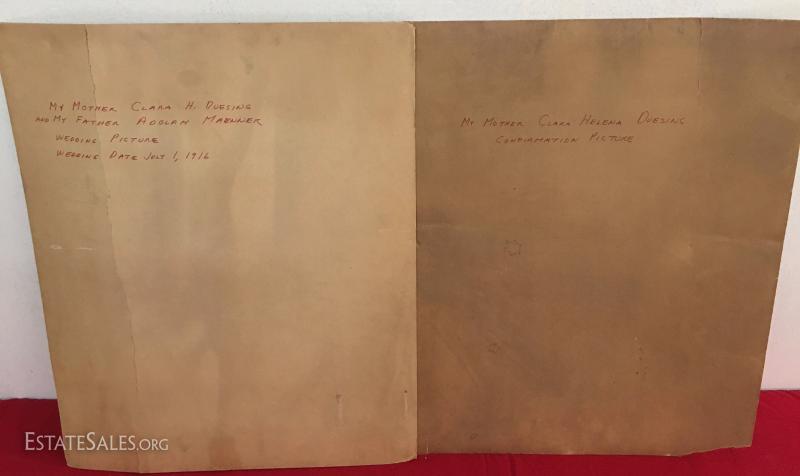 My Mother Clara H. Duesing
and My Father Adolph Maenner
Wedding Picture
Wedding Date July 1, 1916
My Mother Clara Helena Duesing
Confirmation Picture
EstateSales.org